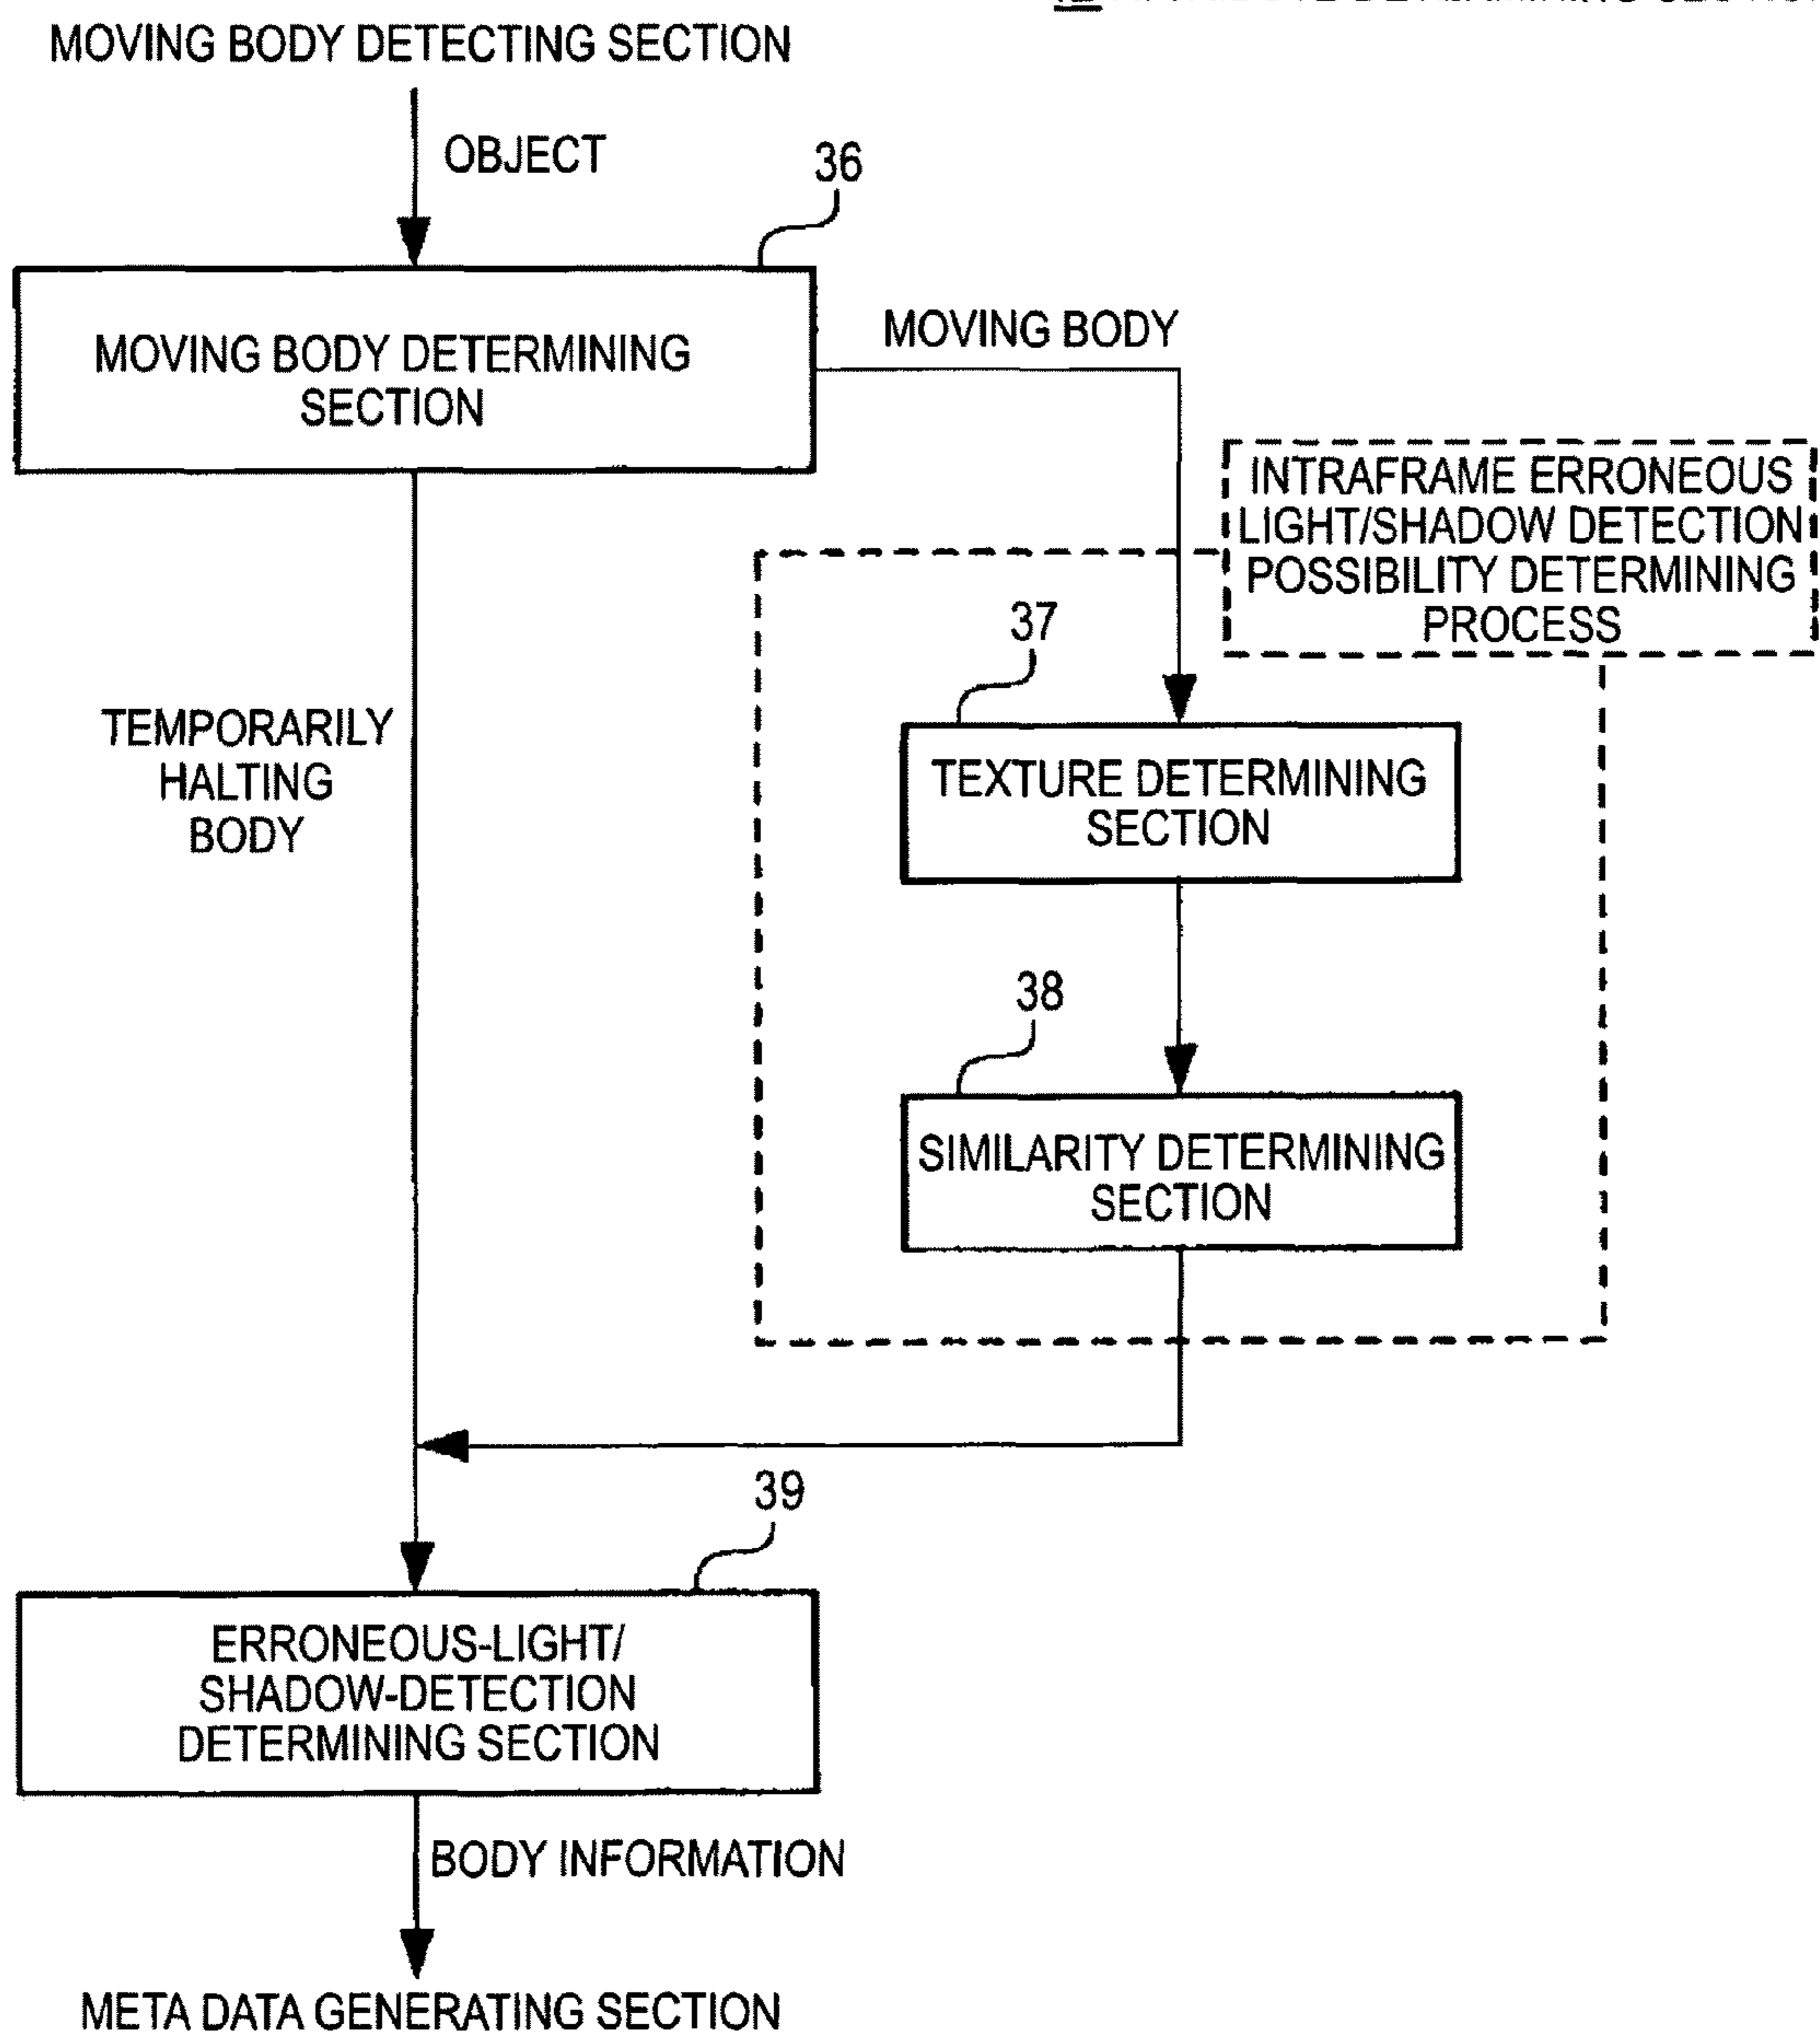 MOVING BODY DETECTING SECTION
OBJECT
36
MOVING BODY DETERMINING
SECTION
MOVING BODY
INTRAFRAME ERRONEOUS
LIGHT/SHADOW DETECTION
POSSIBILITY DETERMINING
PROCESS
37
TEMPORARILY
HALTING
BODY
TEXTURE DETERMINING
SECTION
38
SIMILARITY DETERMINING
SECTION
39
ERRONEOUS-LIGHT/
SHADOW-DETECTION
DETERMINING SECTION
BODY INFORMATION
META DATA GENERATING SECTION